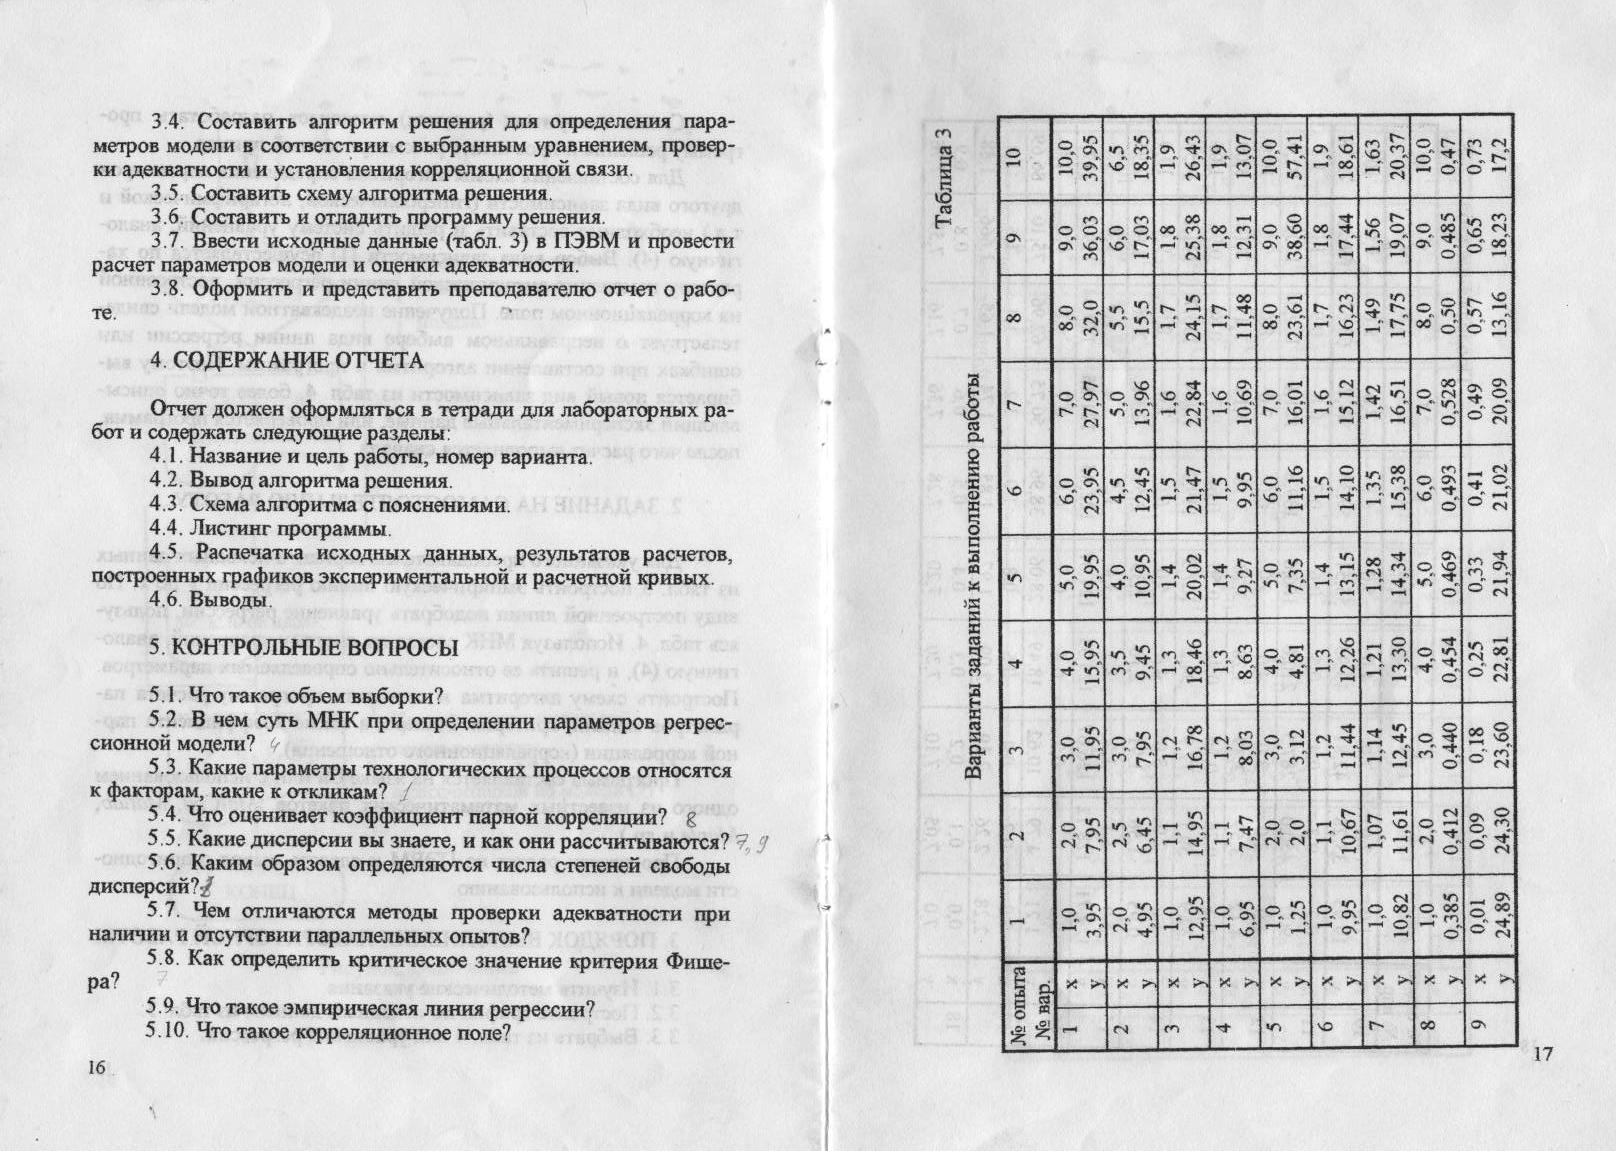 3.4. Составить алгоритм решения для определения пара-
метров модели в соответствии с выбранным уравнением, провер-
ки адекватности и установления корреляционной связи.
3.5. Составить схему алгоритма решения.
3.6. Составить и отладить программу решения.
3.7. Ввести исходные данные (табл. 3) в ПЭВМ и провести
расчет параметров модели и оценки адекватности.
3.8. Оформить и представить преподавателю отчет о рабо-
те.
4. СОДЕРЖАНИЕ ОТЧЕТА
Отчет должен оформляться в тетради для лабораторных ра-
бот и содержать следующие разделы:
4.1. Название и цель работы, номер варианта.
4.2. Вывод алгоритма решения.
4.3. Схема алгоритма с пояснениями.
4.4. Листинг программы.
4.5. Распечатка исходных данных, результатов расчетов,
построенных графиков экспериментальной и расчетной кривых.
4.6. Выводы.
5. КОНТРОЛЬНЫЕ ВОПРОСЫ
5.1. Что такое объем выборки?
5.2. В чем суть МНК при определении параметров регрес-
сионной модели? 4
5.3. Какие параметры технологических процессов относятся
к факторам, какие к откликам? 1
5.4. Что оценивает коэффициент парной корреляции? 8
5.5. Какие дисперсии вы знаете, и как они рассчитываются? 7, 9
5.6. Каким образом определяются числа степеней свободы
дисперсий?
5.7. Чем отличаются методы проверки адекватности при
наличии и отсутствии параллельных опытов?
5.8. Как определить критическое значение критерия Фише-
ра? 7
5.9. Что такое эмпирическая линия регрессии?
5.10. Что такое корреляционное поле?
16
Таблица 3
Варианты заданий к выполнению работы
№ опыта 1 2 3 4 5 6 7 8 9 10
№ вар.
1 x 1,0 2,0 3,0 4,0 5,0 6,0 7,0 8,0 9,0 10,0
y 3,95 7,95 11,95 15,95 19,95 23,95 27,97 32,0 36,03 39,95
2 x 2,0 2,5 3,0 3,5 4,0 4,5 5,0 5,5 6,0 6,5
y 4,95 6,45 7,95 9,45 10,95 12,45 13,96 15,5 17,03 18,35
3 x 1,0 1,1 1,2 1,3 1,4 1,5 1,6 1,7 1,8 1,9
y 12,95 14,95 16,78 18,46 20,02 21,47 22,84 24,15 25,38 26,43
4 x 1,0 1,1 1,2 1,3 1,4 1,5 1,6 1,7 1,8 1,9
y 6,95 7,47 8,03 8,63 9,27 9,95 10,69 11,48 12,31 13,07
5 x 1,0 2,0 3,0 4,0 5,0 6,0 7,0 8,0 9,0 10,0
y 1,25 2,0 3,12 4,81 7,35 11,16 16,01 23,61 38,60 57,41
6 x 1,0 1,1 1,2 1,3 1,4 1,5 1,6 1,7 1,8 1,9
y 9,95 10,67 11,44 12,26 13,15 14,10 15,12 16,23 17,44 18,61
7 x 1,0 1,07 1,14 1,21 1,28 1,35 1,42 1,49 1,56 1,63
y 10,82 11,61 12,45 13,30 14,34 15,38 16,51 17,75 19,07 20,37
8 x 1,0 2,0 3,0 4,0 5,0 6,0 7,0 8,0 9,0 10,0
y 0,385 0,412 0,440 0,454 0,469 0,493 0,528 0,50 0,485 0,47
9 x 0,01 0,09 0,18 0,25 0,33 0,41 0,49 0,57 0,65 0,73
y 24,89 24,30 23,60 22,81 21,94 21,02 20,09 13,16 18,23 17,2
17